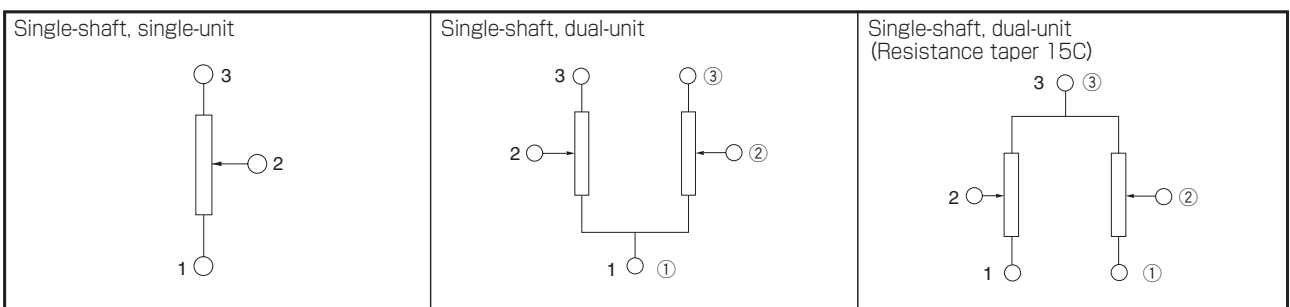 Single-shaft, single-unit
3
2
1
Single-shaft, dual-unit
3 ③
2 ②
1 ①
Single-shaft, dual-unit
(Resistance taper 15C)
3 ③
2 ②
1 ①